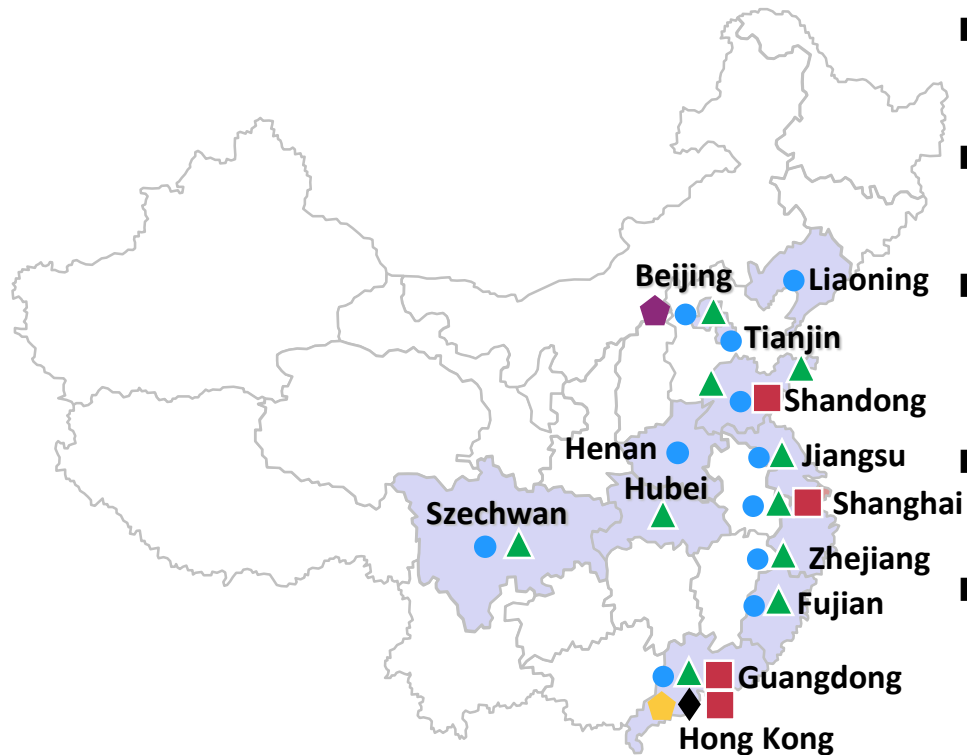 Beijing
Liaoning
Tianjin
Shandong
Henan
Jiangsu
Hubei
Shanghai
Szechwan
Zhejiang
Fujian
Guangdong
Hong Kong